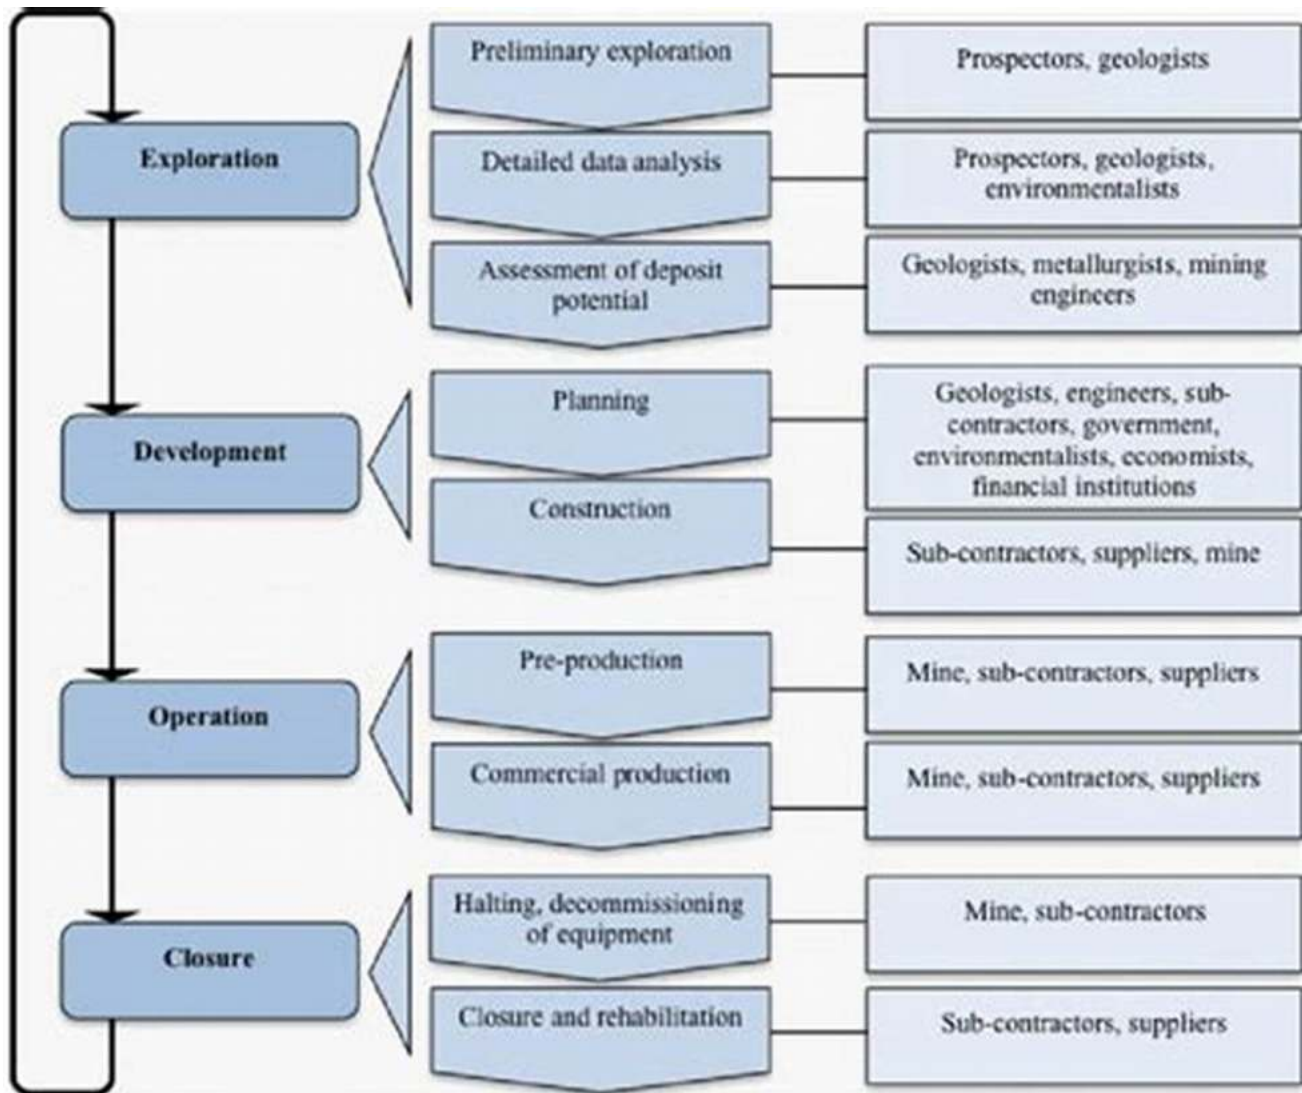 Exploration
Preliminary exploration
Prospectors, geologists
Detailed data analysis
Prospectors, geologists,
environmentalists
Assessment of deposit
potential
Geologists, metallurgists, mining
engineers
Development
Planning
Geologists, engineers, sub-
contractors, government,
environmentalists, economists,
financial institutions
Construction
Sub-contractors, suppliers, mine
Operation
Pre-production
Mine, sub-contractors, suppliers
Commercial production
Mine, sub-contractors, suppliers
Closure
Halting, decommissioning
of equipment
Mine, sub-contractors
Closure and rehabilitation
Sub-contractors, suppliers